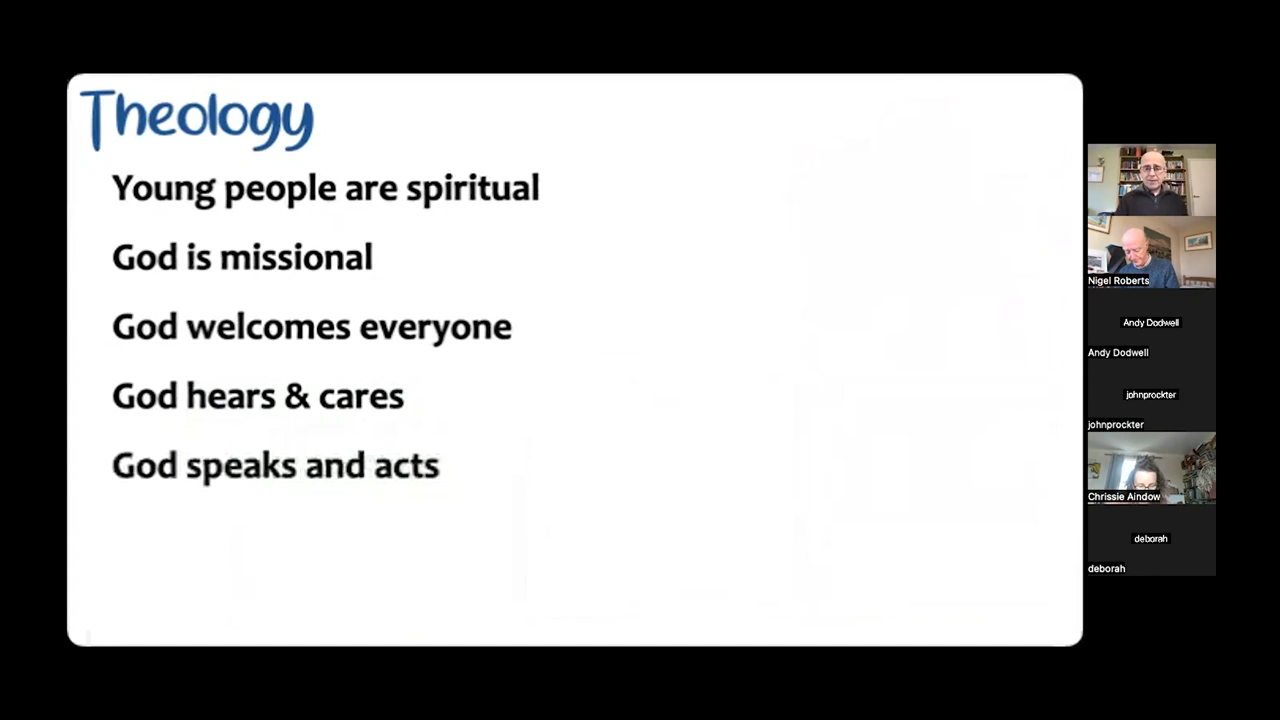 Theology
Young people are spiritual
God is missional
God welcomes everyone
God hears & cares
God speaks and acts
Nigel Roberts
Andy Dodwell
Andy Dodwell
johnprockter
johnprockter
Chrissie Aindow
deborah
deborah